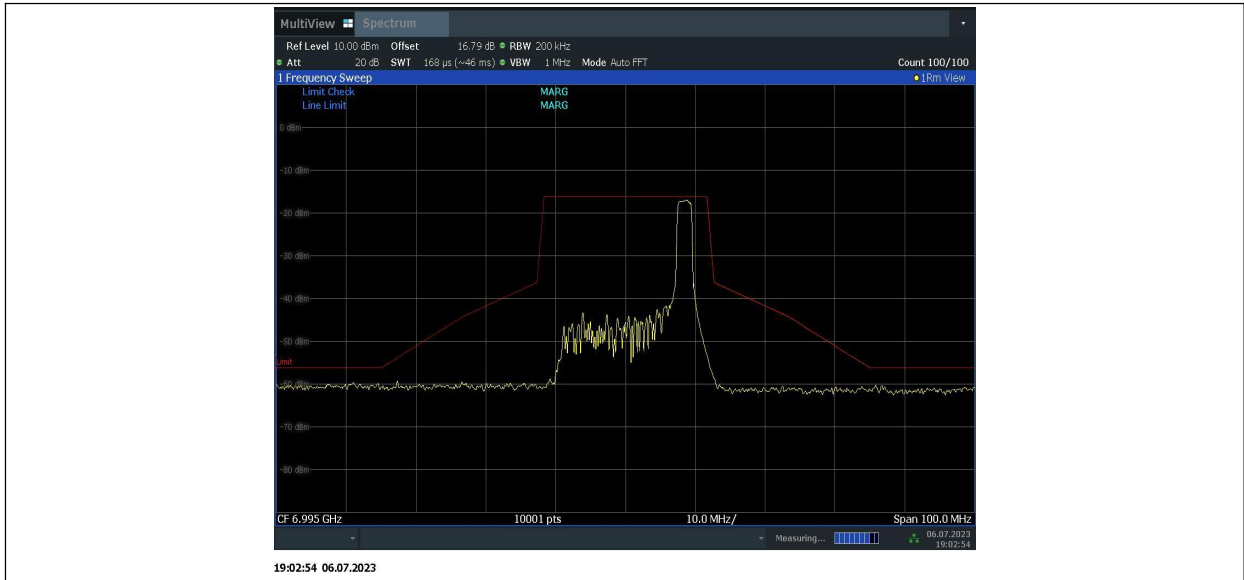 MultiView Spectrum
Ref Level 10.00 dBm Offset 16.79 dB RBW 200 kHz
Att 20 dB SWT 168 µs (~46 ms) VBW 1 MHz Mode Auto FFT Count 100/100
1 Frequency Sweep 1Rm View
Limit Check MARG
Line Limit MARG
0 dBm
-10 dBm
-20 dBm
-30 dBm
-40 dBm
-50 dBm
Limit
-60 dBm
-70 dBm
-80 dBm
CF 6.995 GHz 10001 pts 10.0 MHz/ Span 100.0 MHz
Measuring... 06.07.2023
19:02:54
19:02:54 06.07.2023